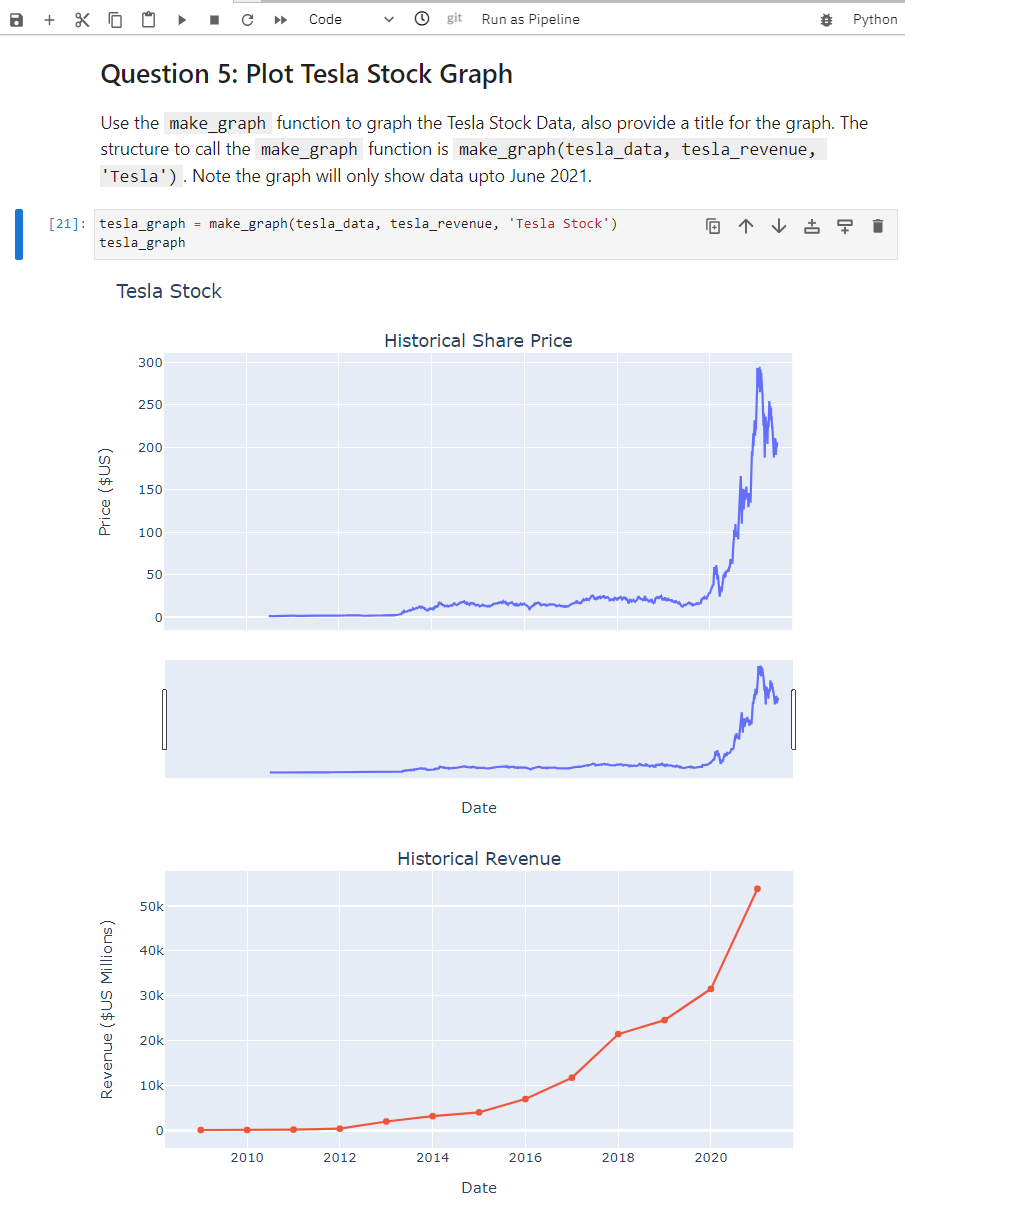 Code git Run as Pipeline Python
Question 5: Plot Tesla Stock Graph
Use the make_graph function to graph the Tesla Stock Data, also provide a title for the graph. The
structure to call the make_graph function is make_graph(tesla_data, tesla_revenue,
'Tesla') . Note the graph will only show data upto June 2021.
[21]: tesla_graph = make_graph(tesla_data, tesla_revenue, 'Tesla Stock')
tesla_graph
Tesla Stock
Historical Share Price
300
250
200
150
100
50
0
Price ($US)
Date
Historical Revenue
50k
40k
30k
20k
10k
0
Revenue ($US Millions)
2010 2012 2014 2016 2018 2020
Date